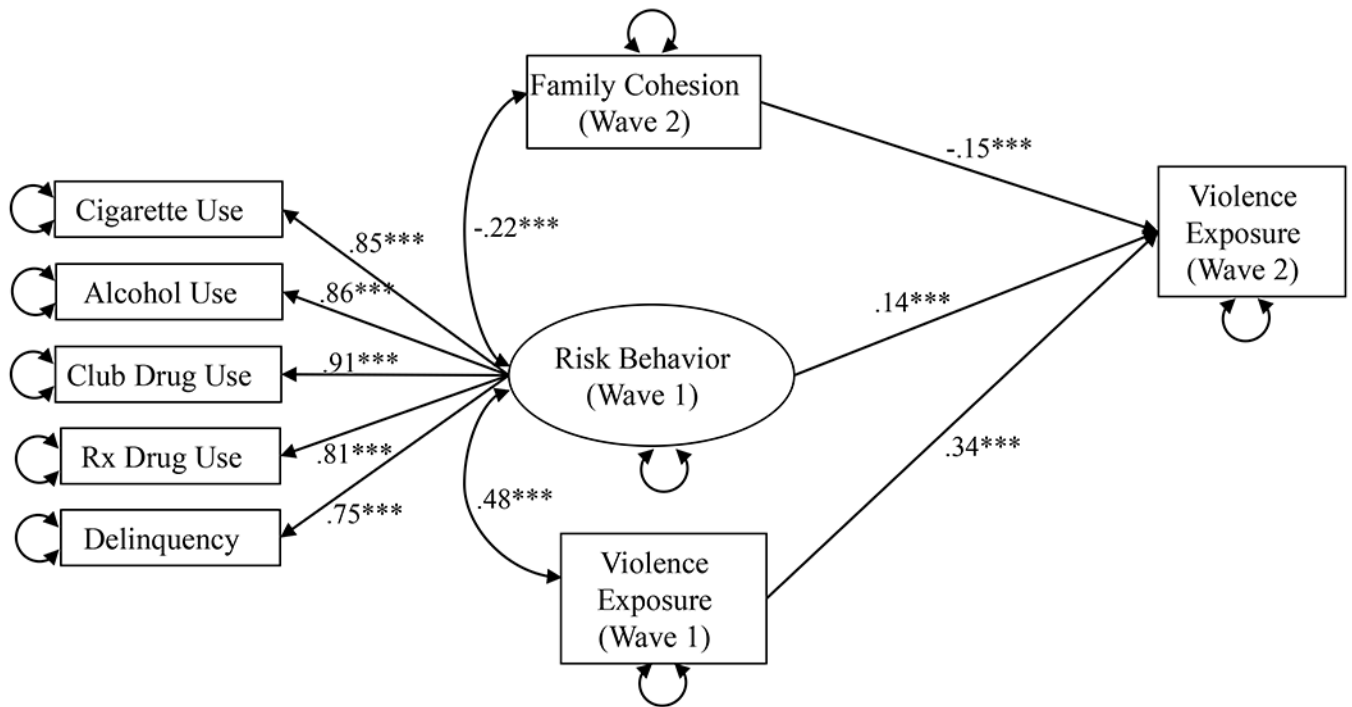 Family Cohesion
(Wave 2)
-.15***
Violence
Exposure
(Wave 2)
Cigarette Use
.85***
-.22***
Alcohol Use
.86***
.14***
Club Drug Use
.91***
Risk Behavior
(Wave 1)
Rx Drug Use
.81***
.34***
Delinquency
.75***
.48***
Violence
Exposure
(Wave 1)